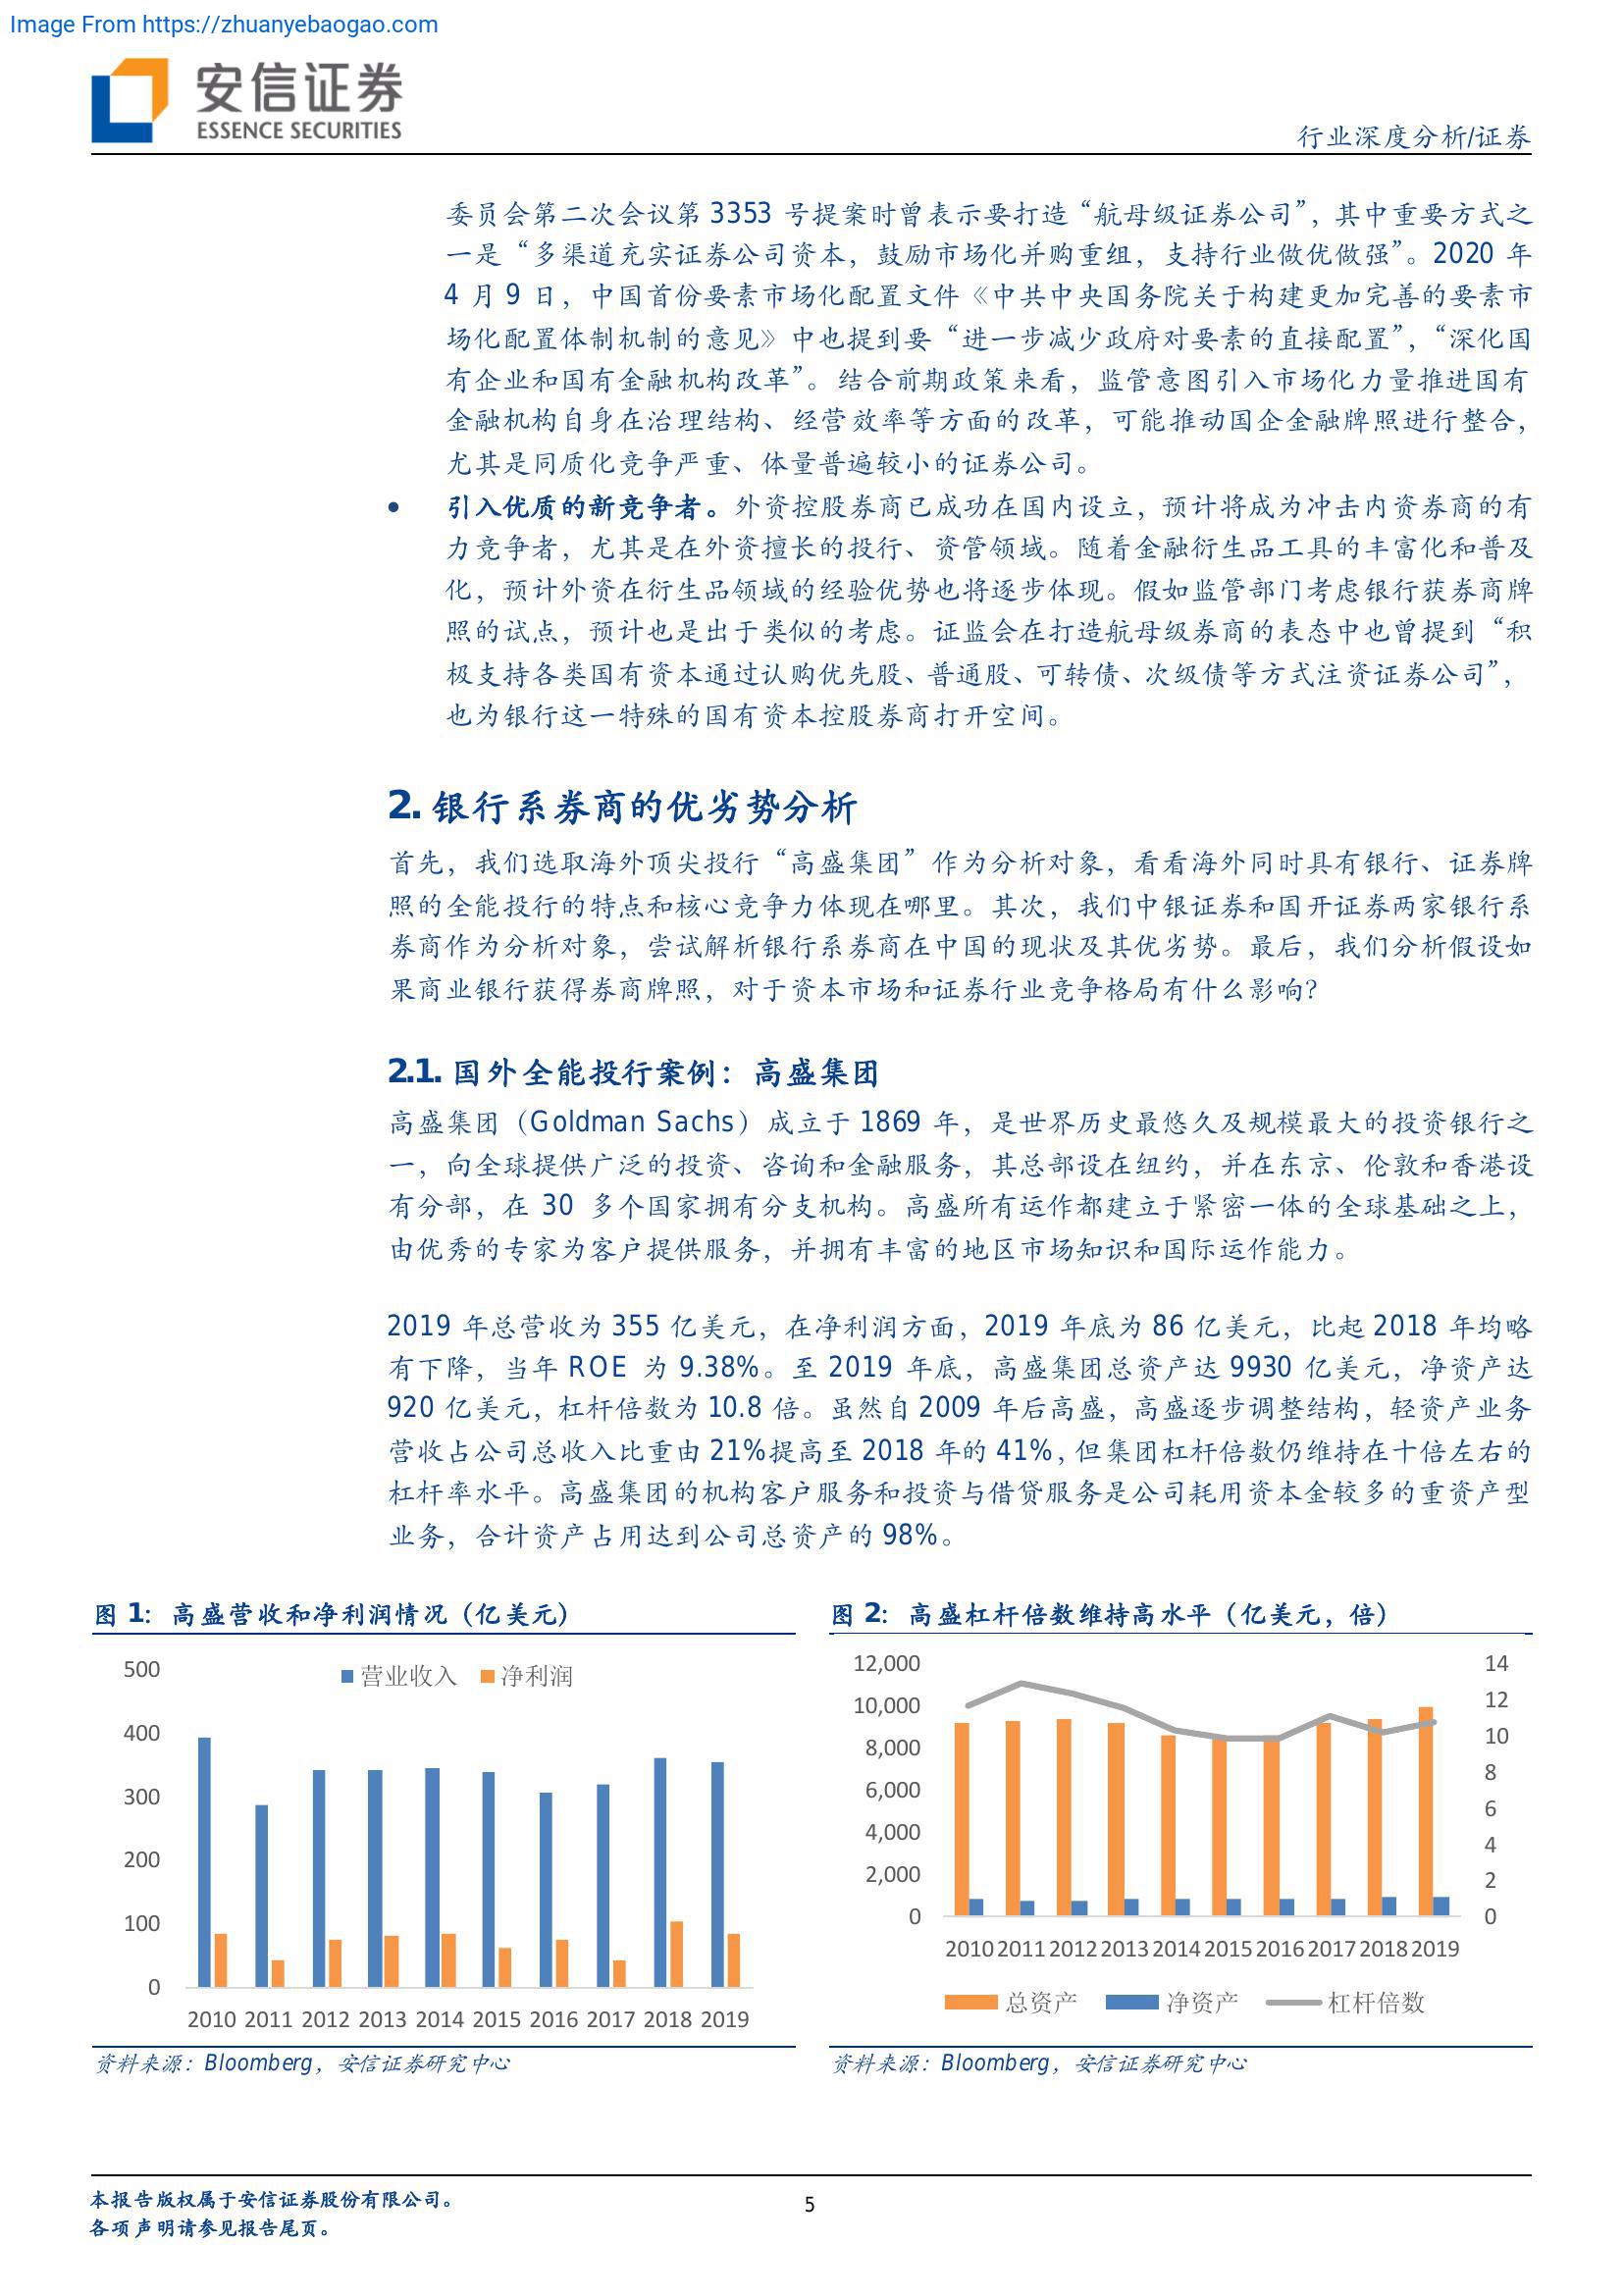 Image From https://zhuanyebaogao.com
安信证券
ESSENCE SECURITIES
行业深度分析/证券
委员会第二次会议第 3353 号提案时曾表示要打造“航母级证券公司”，其中重要方式之
一是“多渠道充实证券公司资本，鼓励市场化并购重组，支持行业做优做强”。2020 年
4 月 9 日，中国首份要素市场化配置文件《中共中央国务院关于构建更加完善的要素市
场化配置体制机制的意见》中也提到要“进一步减少政府对要素的直接配置”，“深化国
有企业和国有金融机构改革”。结合前期政策来看，监管意图引入市场化力量推进国有
金融机构自身在治理结构、经营效率等方面的改革，可能推动国企金融牌照进行整合，
尤其是同质化竞争严重、体量普遍较小的证券公司。
• 引入优质的新竞争者。外资控股券商已成功在国内设立，预计将成为冲击内资券商的有
力竞争者，尤其是在外资擅长的投行、资管领域。随着金融衍生品工具的丰富化和普及
化，预计外资在衍生品领域的经验优势也将逐步体现。假如监管部门考虑银行获券商牌
照的试点，预计也是出于类似的考虑。证监会在打造航母级券商的表态中也曾提到“积
极支持各类国有资本通过认购优先股、普通股、可转债、次级债等方式注资证券公司”，
也为银行这一特殊的国有资本控股券商打开空间。
2. 银行系券商的优劣势分析
首先，我们选取海外顶尖投行“高盛集团”作为分析对象，看看海外同时具有银行、证券牌
照的全能投行的特点和核心竞争力体现在哪里。其次，我们中银证券和国开证券两家银行系
券商作为分析对象，尝试解析银行系券商在中国的现状及其优劣势。最后，我们分析假设如
果商业银行获得券商牌照，对于资本市场和证券行业竞争格局有什么影响？
2.1. 国外全能投行案例：高盛集团
高盛集团（Goldman Sachs）成立于 1869 年，是世界历史最悠久及规模最大的投资银行之
一，向全球提供广泛的投资、咨询和金融服务，其总部设在纽约，并在东京、伦敦和香港设
有分部，在 30 多个国家拥有分支机构。高盛所有运作都建立于紧密一体的全球基础之上，
由优秀的专家为客户提供服务，并拥有丰富的地区市场知识和国际运作能力。
2019 年总营收为 355 亿美元，在净利润方面，2019 年底为 86 亿美元，比起 2018 年均略
有下降，当年 ROE 为 9.38%。至 2019 年底，高盛集团总资产达 9930 亿美元，净资产达
920 亿美元，杠杆倍数为 10.8 倍。虽然自 2009 年后高盛，高盛逐步调整结构，轻资产业务
营收占公司总收入比重由 21%提高至 2018 年的 41%，但集团杠杆倍数仍维持在十倍左右的
杠杆率水平。高盛集团的机构客户服务和投资与借贷服务是公司耗用资本金较多的重资产型
业务，合计资产占用达到公司总资产的 98%。
图 1：高盛营收和净利润情况（亿美元）
500
400
300
200
100
0
营业收入 净利润
2010 2011 2012 2013 2014 2015 2016 2017 2018 2019
资料来源：Bloomberg，安信证券研究中心
图 2：高盛杠杆倍数维持高水平（亿美元，倍）
12,000
10,000
8,000
6,000
4,000
2,000
0
14
12
10
8
6
4
2
0
2010 2011 2012 2013 2014 2015 2016 2017 2018 2019
总资产 净资产 杠杆倍数
资料来源：Bloomberg，安信证券研究中心
本报告版权属于安信证券股份有限公司。
各项声明请参见报告尾页。
5